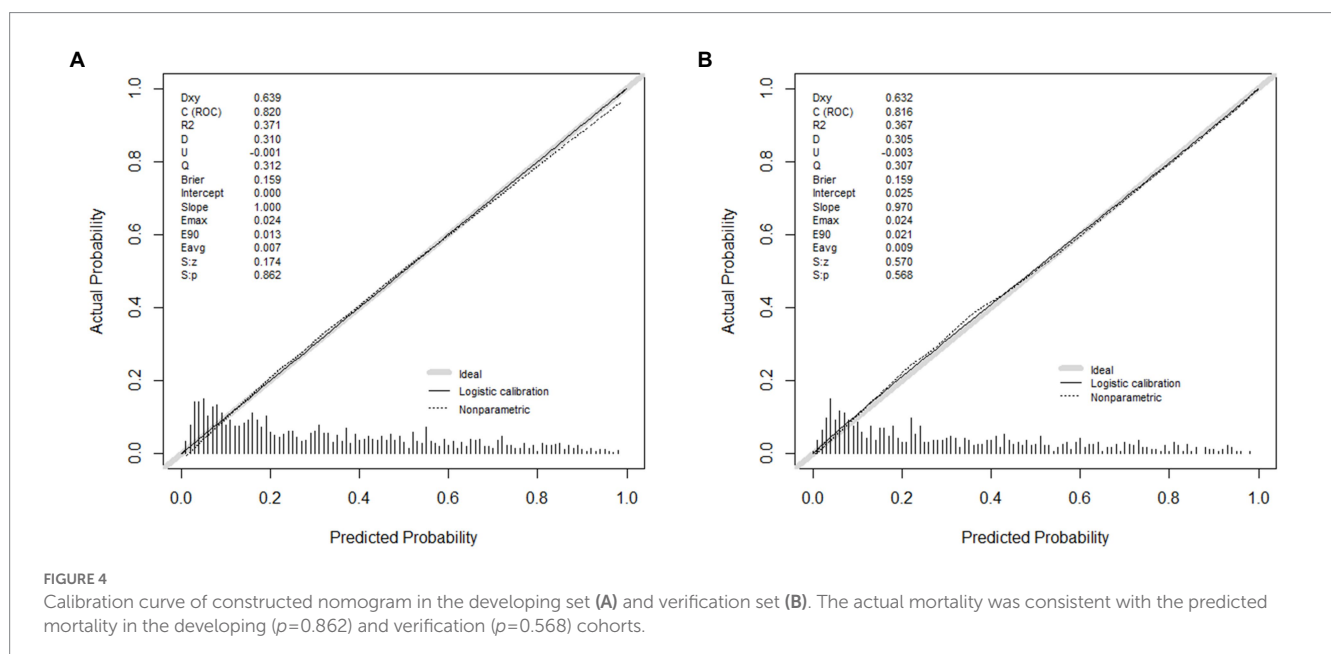 A
Actual Probability
1.0
0.8
0.6
0.4
0.2
0.0
Dxy 0.639
C (ROC) 0.820
R2 0.371
D 0.310
U -0.001
Q 0.312
Brier 0.159
Intercept 0.000
Slope 1.000
Emax 0.024
E90 0.013
Eavg 0.007
S:z 0.174
S:p 0.862
Ideal
Logistic calibration
Nonparametric
0.0 0.2 0.4 0.6 0.8 1.0
Predicted Probability
B
Actual Probability
1.0
0.8
0.6
0.4
0.2
0.0
Dxy 0.632
C (ROC) 0.816
R2 0.367
D 0.305
U -0.003
Q 0.307
Brier 0.159
Intercept 0.025
Slope 0.970
Emax 0.024
E90 0.021
Eavg 0.009
S:z 0.570
S:p 0.568
Ideal
Logistic calibration
Nonparametric
0.0 0.2 0.4 0.6 0.8 1.0
Predicted Probability
FIGURE 4
Calibration curve of constructed nomogram in the developing set (A) and verification set (B). The actual mortality was consistent with the predicted
mortality in the developing (p=0.862) and verification (p=0.568) cohorts.